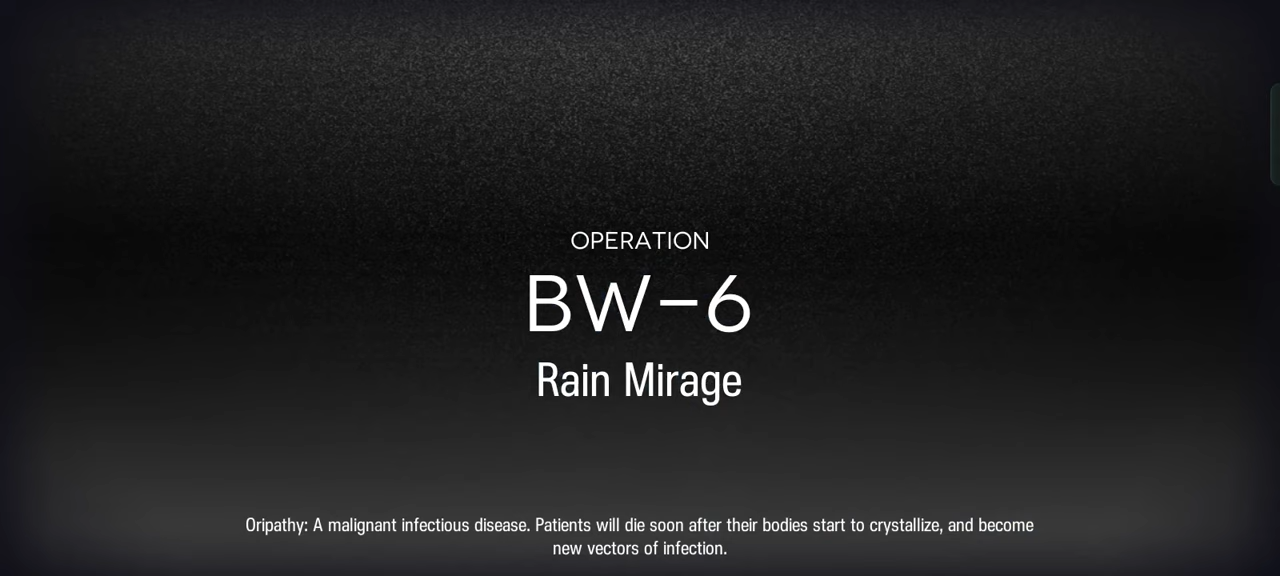 OPERATION
BW-6
Rain Mirage
Oripathy: A malignant infectious disease. Patients will die soon after their bodies start to crystallize, and become
new vectors of infection.